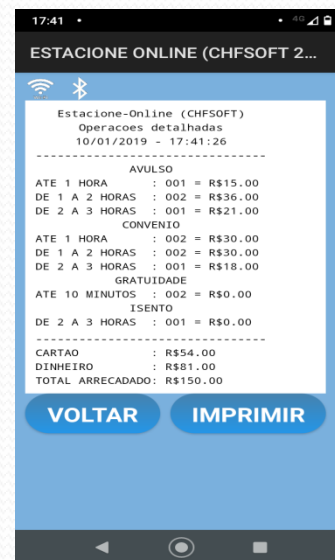 17:41
4G
ESTACIONE ONLINE (CHFSOFT 2...
Estacione-Online (CHFSOFT)
Operacoes detalhadas
10/01/2019 - 17:41:26
--------------------------------
AVULSO
ATE 1 HORA : 001 = R$15.00
DE 1 A 2 HORAS : 002 = R$36.00
DE 2 A 3 HORAS : 001 = R$21.00
CONVENIO
ATE 1 HORA : 002 = R$30.00
DE 1 A 2 HORAS : 002 = R$30.00
DE 2 A 3 HORAS : 001 = R$18.00
GRATUIDADE
ATE 10 MINUTOS : 002 = R$0.00
ISENTO
DE 2 A 3 HORAS : 001 = R$0.00
--------------------------------
CARTAO : R$54.00
DINHEIRO : R$81.00
TOTAL ARRECADADO: R$150.00
VOLTAR
IMPRIMIR